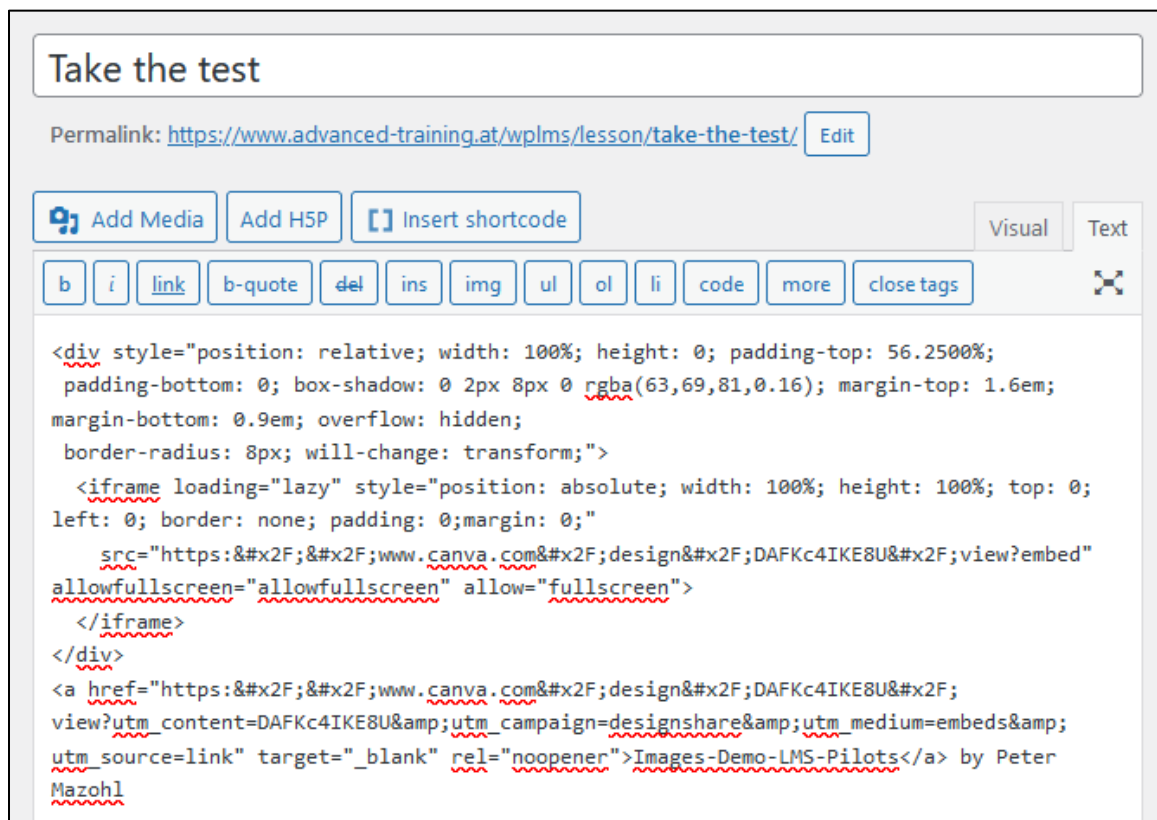 Take the test
Permalink: https://www.advanced-training.at/wplms/lesson/take-the-test/ Edit
Add Media Add H5P Insert shortcode
Visual Text
b i link b-quote del ins img ul ol li code more close tags
<div style="position: relative; width: 100%; height: 0; padding-top: 56.2500%;
 padding-bottom: 0; box-shadow: 0 2px 8px 0 rgba(63,69,81,0.16); margin-top: 1.6em;
margin-bottom: 0.9em; overflow: hidden;
 border-radius: 8px; will-change: transform;">
  <iframe loading="lazy" style="position: absolute; width: 100%; height: 100%; top: 0;
left: 0; border: none; padding: 0;margin: 0;"
    src="https:&#x2F;&#x2F;www.canva.com&#x2F;design&#x2F;DAFKc4IKE8U&#x2F;view?embed"
allowfullscreen="allowfullscreen" allow="fullscreen">
  </iframe>
</div>
<a href="https:&#x2F;&#x2F;www.canva.com&#x2F;design&#x2F;DAFKc4IKE8U&#x2F;
view?utm_content=DAFKc4IKE8U&amp;utm_campaign=designshare&amp;utm_medium=embeds&amp;
utm_source=link" target="_blank" rel="noopener">Images-Demo-LMS-Pilots</a> by Peter
Mazohl